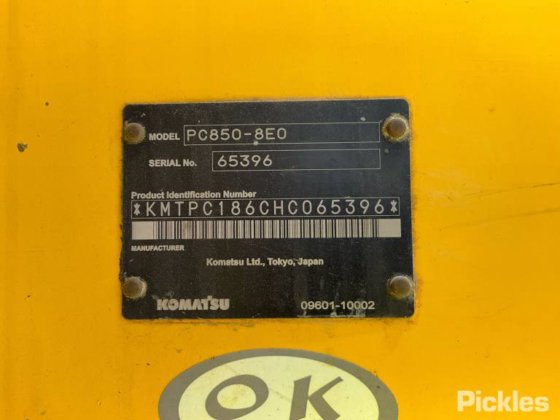 MODEL PC850-8E0
SERIAL No. 65396
Product Identification Number
*KMTPC186CHC065396*
MANUFACTURER
Komatsu Ltd., Tokyo, Japan
KOMATSU 09601-10002
OK
Pickles